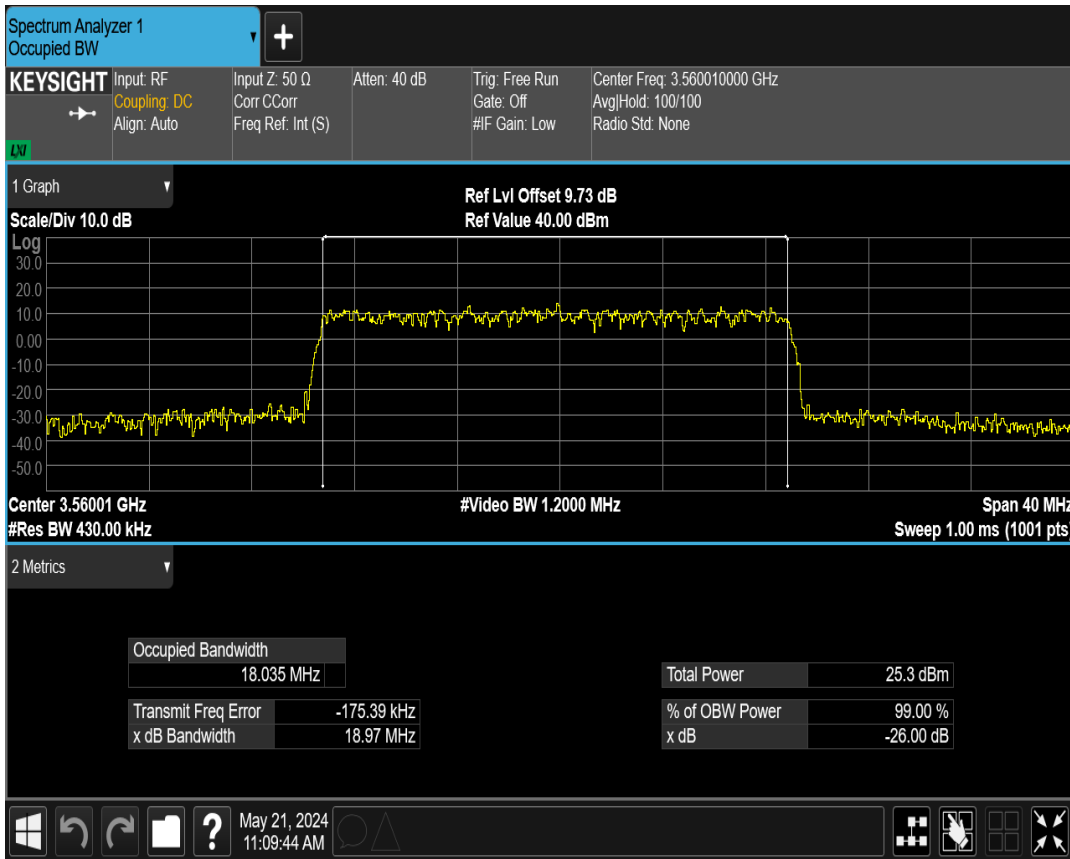 Spectrum Analyzer 1
Occupied BW
+
KEYSIGHT
LXI
Input: RF
Coupling: DC
Align: Auto
Input Z: 50 Ω
Corr CCorr
Freq Ref: Int (S)
Atten: 40 dB
Trig: Free Run
Gate: Off
#IF Gain: Low
Center Freq: 3.560010000 GHz
Avg|Hold: 100/100
Radio Std: None
1 Graph
Scale/Div 10.0 dB
Ref Lvl Offset 9.73 dB
Ref Value 40.00 dBm
Log
30.0
20.0
10.0
0.00
-10.0
-20.0
-30.0
-40.0
-50.0
Center 3.56001 GHz
#Video BW 1.2000 MHz
Span 40 MHz
#Res BW 430.00 kHz
Sweep 1.00 ms (1001 pts)
2 Metrics
Occupied Bandwidth
18.035 MHz
Transmit Freq Error -175.39 kHz
x dB Bandwidth 18.97 MHz
Total Power 25.3 dBm
% of OBW Power 99.00 %
x dB -26.00 dB
?
May 21, 2024
11:09:44 AM